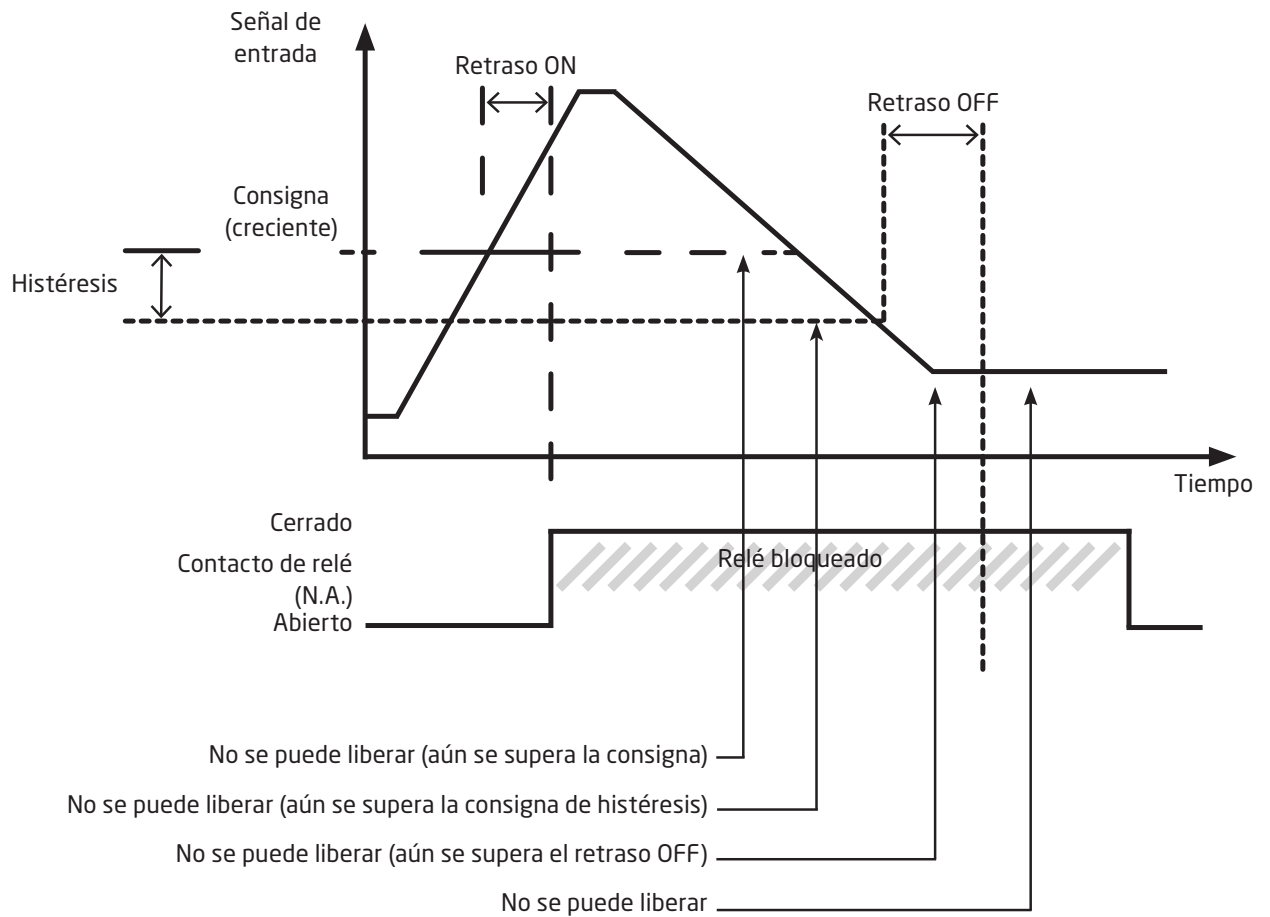 Señal de
entrada
Retraso ON
Retraso OFF
Consigna
(creciente)
Histéresis
Tiempo
Cerrado
Contacto de relé
(N.A.)
Abierto
Relé bloqueado
No se puede liberar (aún se supera la consigna)
No se puede liberar (aún se supera la consigna de histéresis)
No se puede liberar (aún se supera el retraso OFF)
No se puede liberar